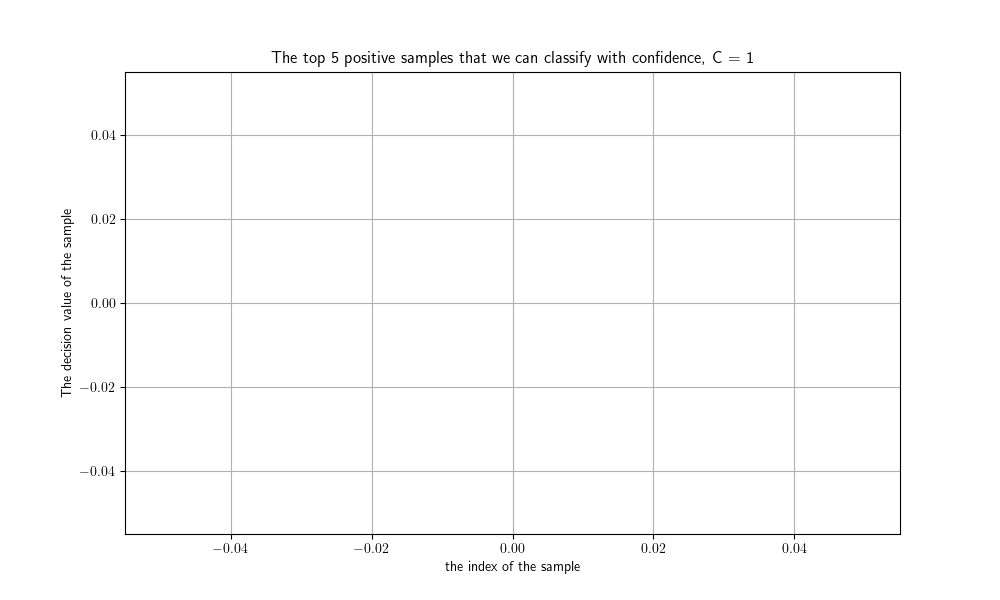 The top 5 positive samples that we can classify with confidence, C = 1
The decision value of the sample
0.04
0.02
0.00
−0.02
−0.04
−0.04 −0.02 0.00 0.02 0.04
the index of the sample